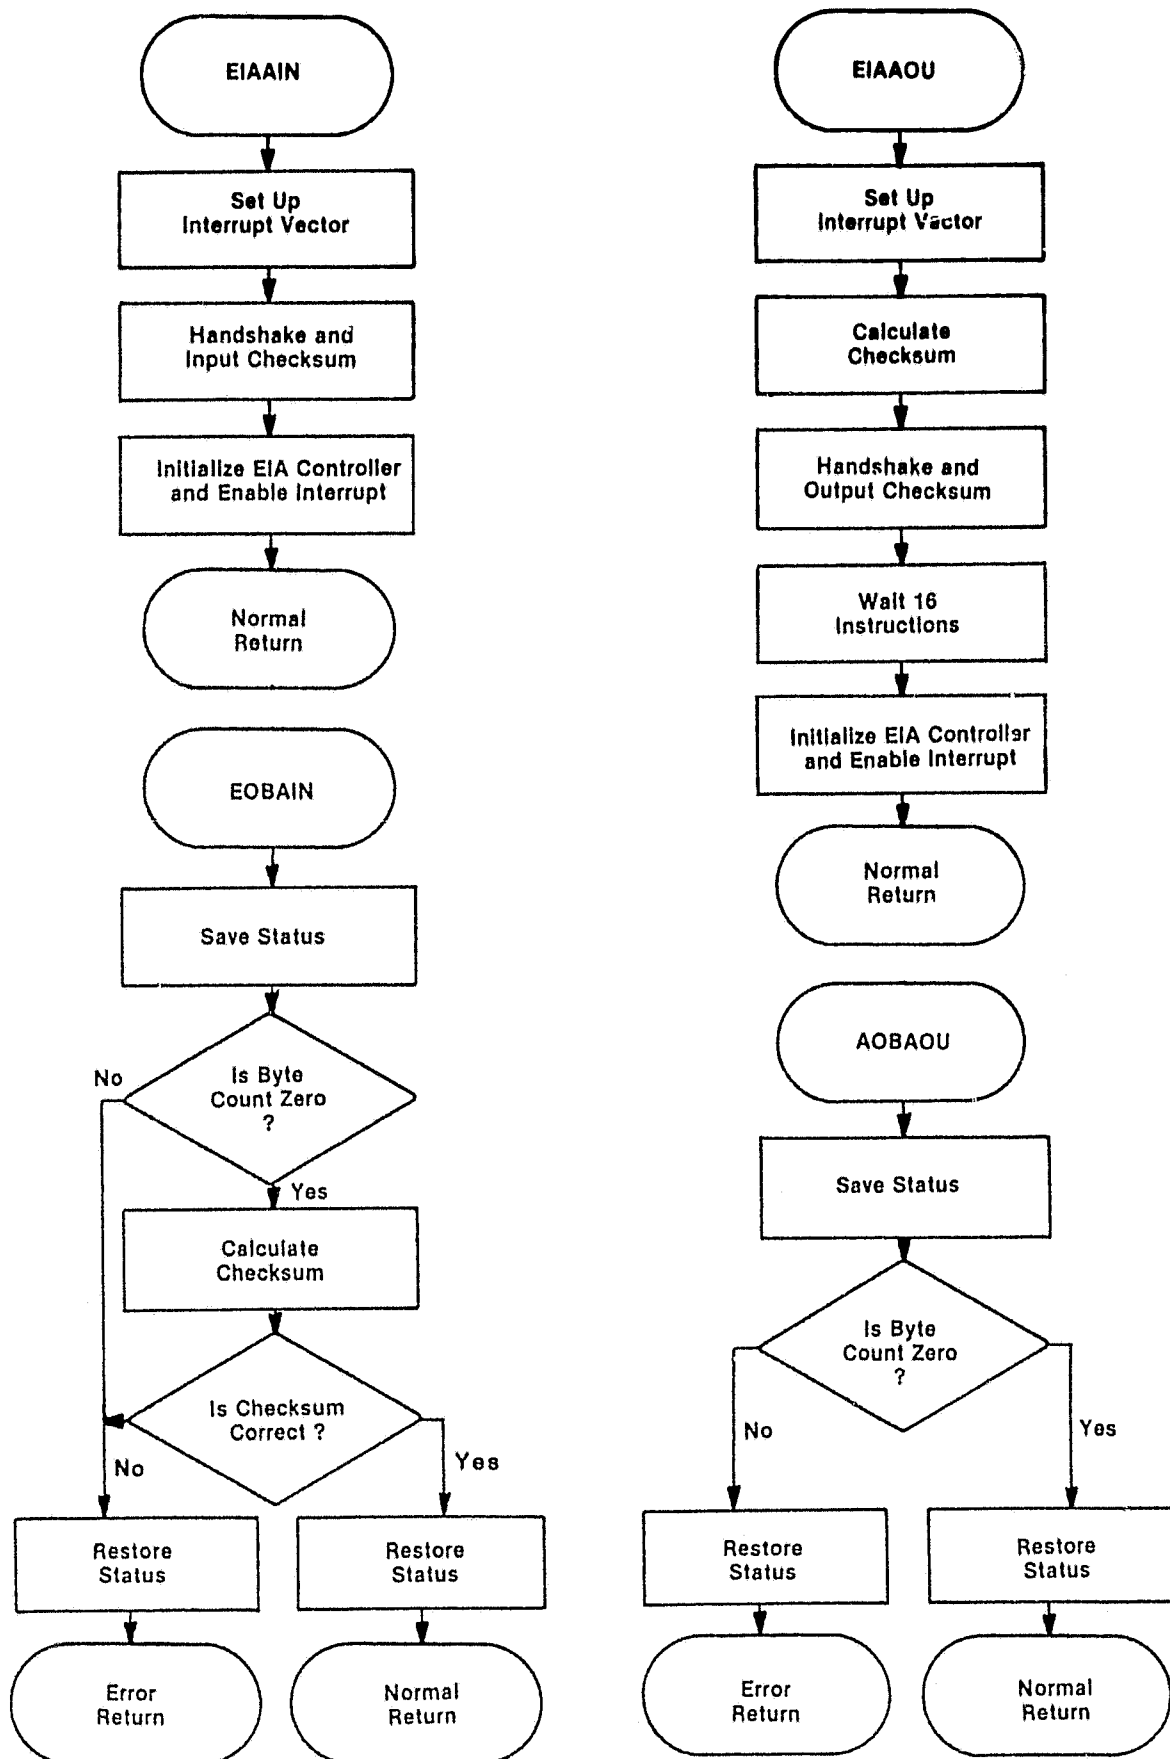 EIAAIN
Set Up
Interrupt Vector
Handshake and
Input Checksum
Initialize EIA Controller
and Enable Interrupt
Normal
Return
EOBAIN
Save Status
Is Byte
Count Zero
?
No
Yes
Calculate
Checksum
Is Checksum
Correct ?
No
Yes
Restore
Status
Restore
Status
Error
Return
Normal
Return
EIAAOU
Set Up
Interrupt Vector
Calculate
Checksum
Handshake and
Output Checksum
Wait 16
Instructions
Initialize EIA Controller
and Enable Interrupt
Normal
Return
AOBAOU
Save Status
Is Byte
Count Zero
?
No
Yes
Restore
Status
Restore
Status
Error
Return
Normal
Return